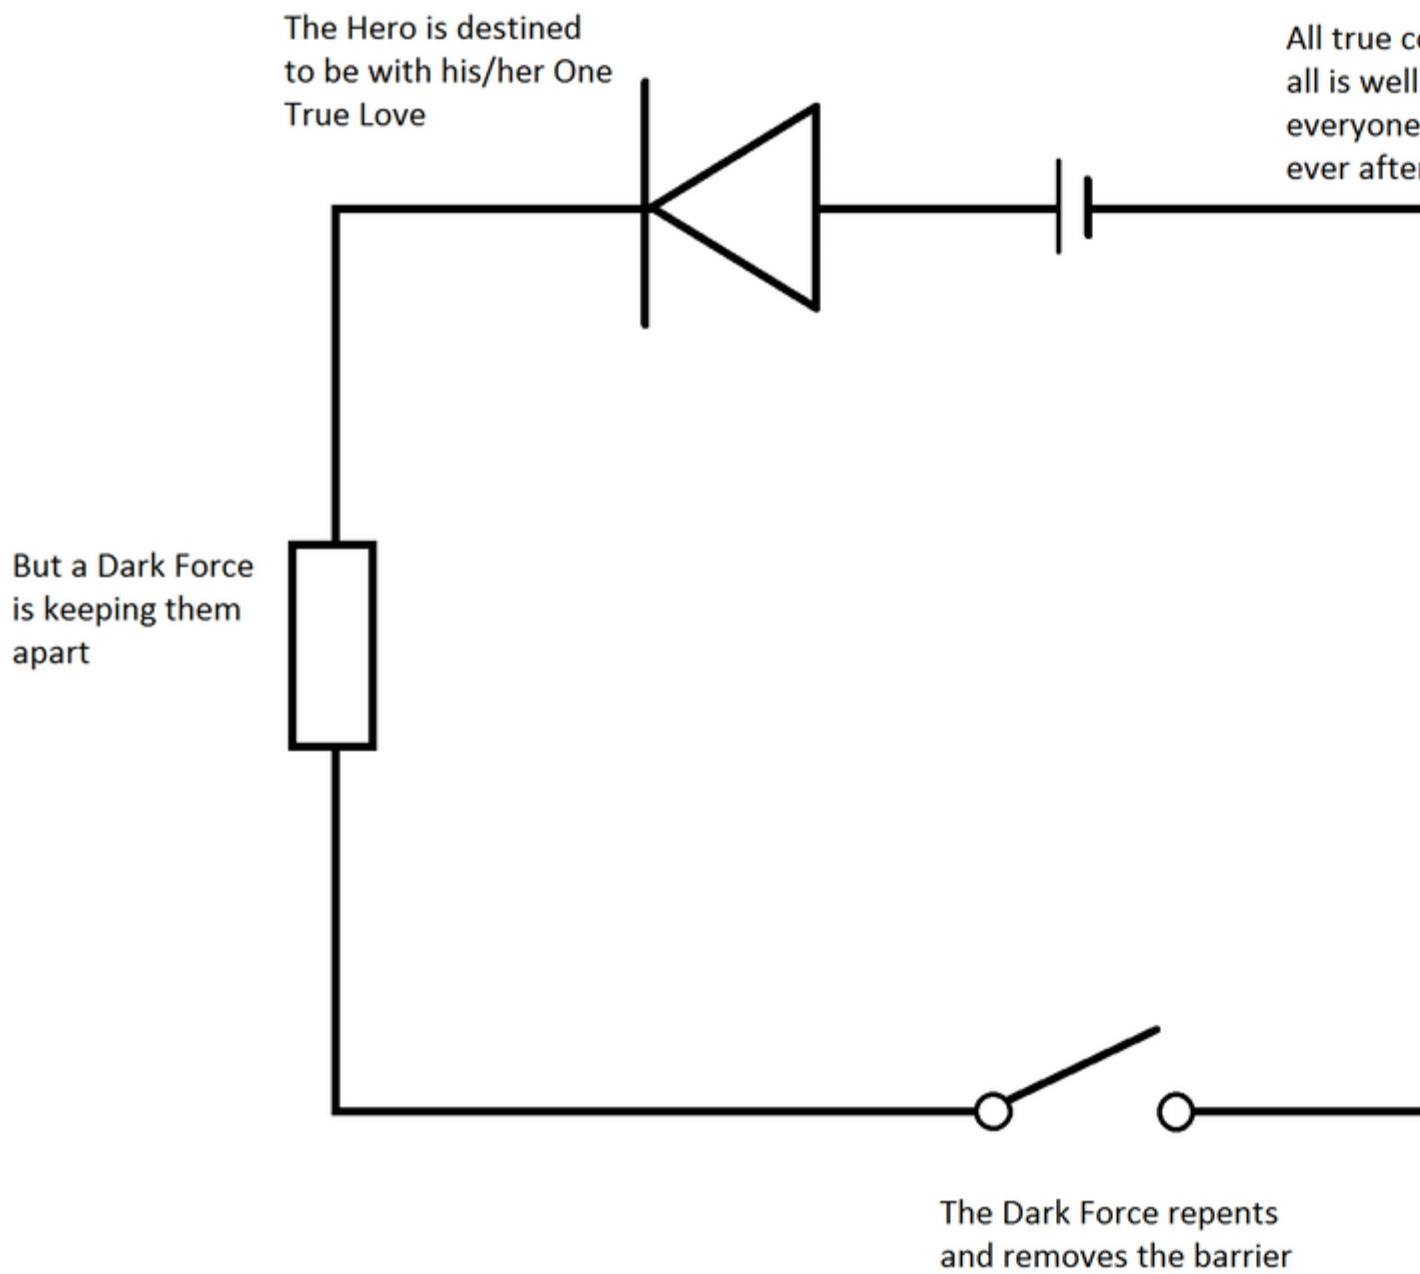 The Hero is destined
to be with his/her One
True Love
All true
all is well
everyone
ever after
But a Dark Force
is keeping them
apart
The Dark Force repents
and removes the barrier